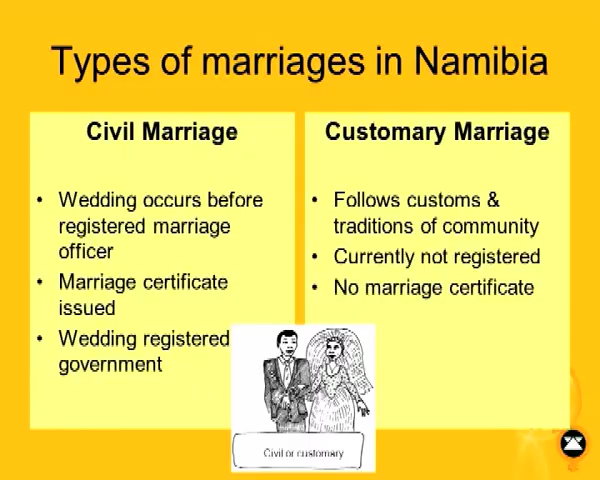 Types of marriages in Namibia
Civil Marriage
• Wedding occurs before
registered marriage
officer
• Marriage certificate
issued
• Wedding registered
government
Customary Marriage
• Follows customs &
traditions of community
• Currently not registered
• No marriage certificate
Civil or customary